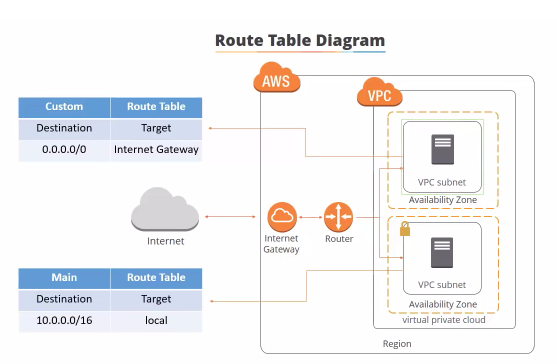 Route Table Diagram
AWS
VPC
Custom Route Table
Destination Target
0.0.0.0/0 Internet Gateway
VPC subnet
Availability Zone
Internet
Internet
Gateway
Router
Main Route Table
Destination Target
10.0.0.0/16 local
VPC subnet
Availability Zone
virtual private cloud
Region